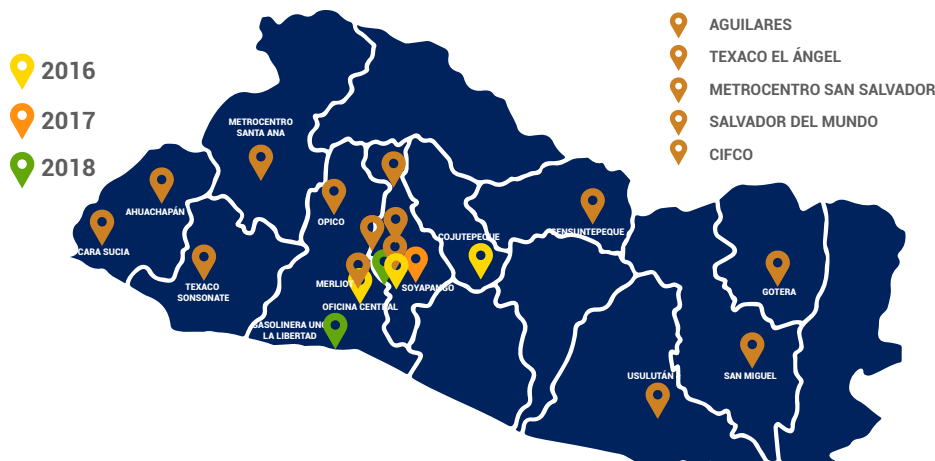 2016
2017
2018
AGUILARES
TEXACO EL ÁNGEL
METROCENTRO SAN SALVADOR
SALVADOR DEL MUNDO
CIFCO
METROCENTRO
SANTA ANA
AHUACHAPÁN
CARA SUCIA
TEXACO
SONSONATE
OPICO
COJUTEPEQUE
SENSUNTEPEQUE
MERLIOT
SOYAPANGO
OFICINA CENTRAL
GASOLINERA UNO
LA LIBERTAD
GOTERA
SAN MIGUEL
USULUTÁN